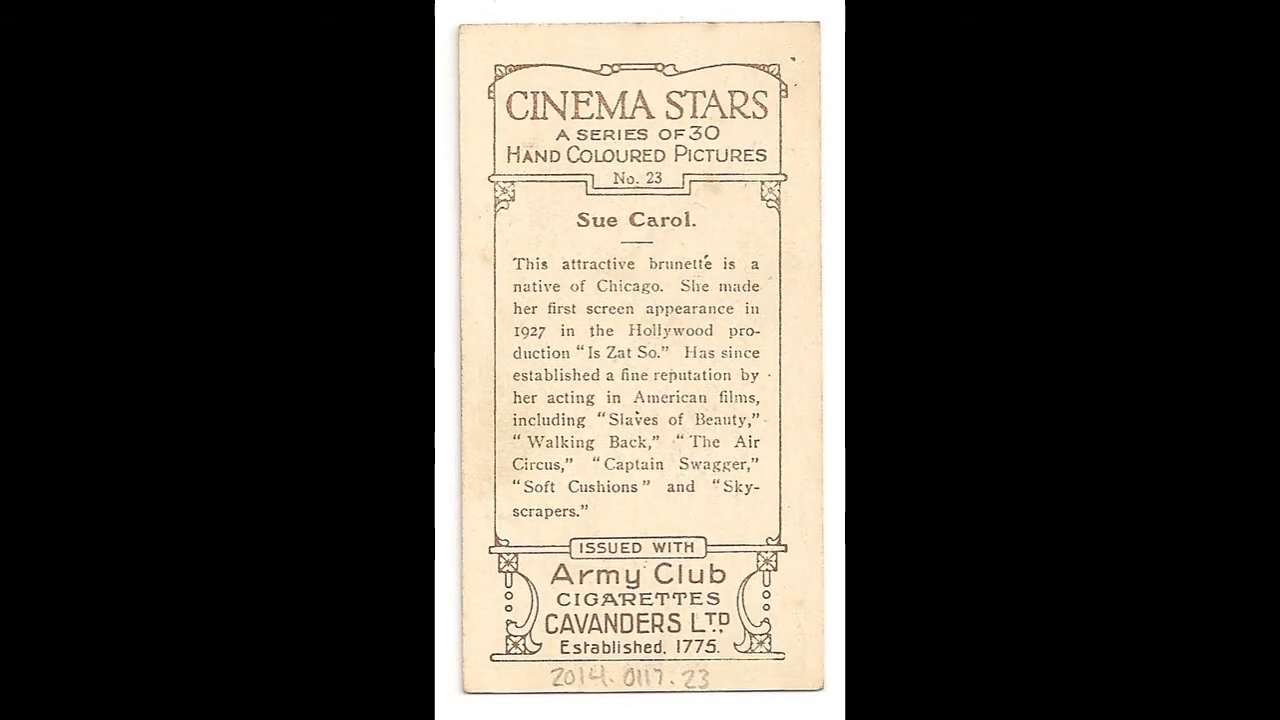 CINEMA STARS
A SERIES OF 30
HAND COLOURED PICTURES
No. 23
Sue Carol.
This attractive brunette is a
native of Chicago. She made
her first screen appearance in
1927 in the Hollywood pro-
duction "Is Zat So." Has since
established a fine reputation by
her acting in American films,
including "Slaves of Beauty,"
"Walking Back," "The Air
Circus," "Captain Swagger,"
"Soft Cushions" and "Sky-
scrapers."
ISSUED WITH
Army Club
CIGARETTES
CAVANDERS LTD.,
Established, 1775.
2014.0117.23